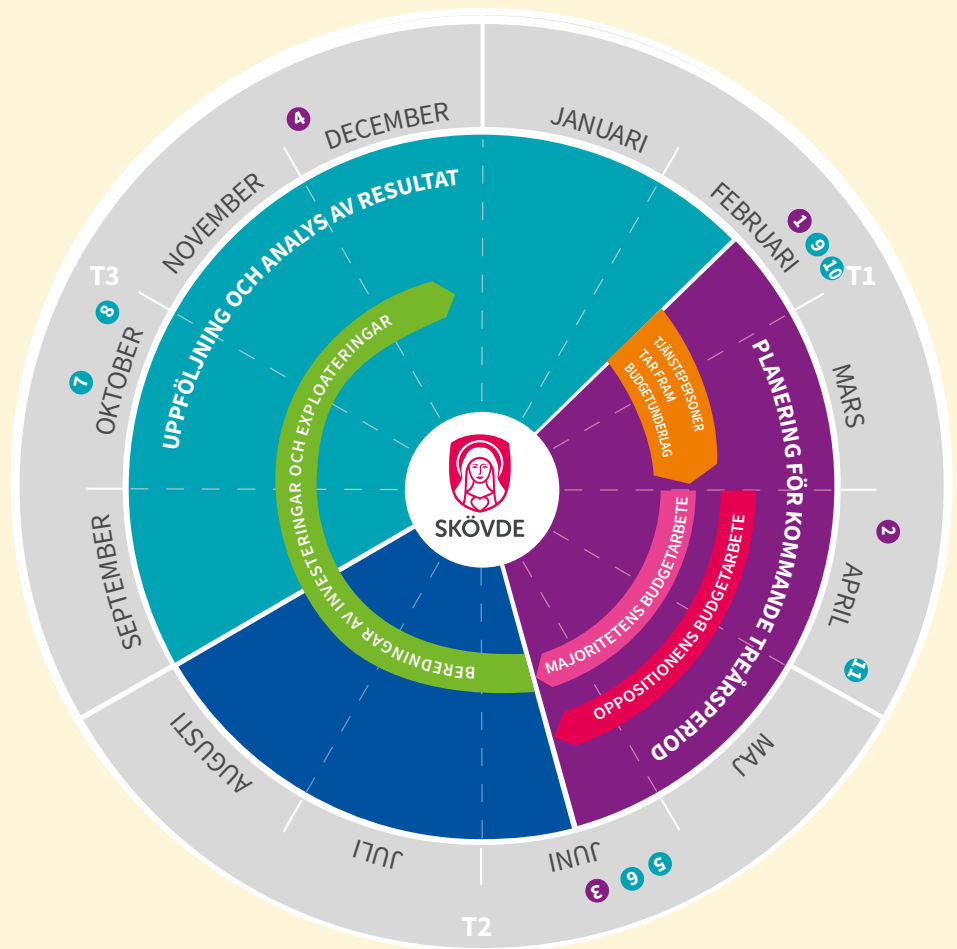 JANUARI
FEBRUARI
1
9
10
T1
MARS
2
APRIL
11
MAJ
JUNI
5
6
3
T2
JULI
AUGUSTI
SEPTEMBER
OKTOBER
7
8
T3
NOVEMBER
4
DECEMBER
UPPFÖLJNING OCH ANALYS AV RESULTAT
PLANERING FÖR KOMMANDE TREÅRSPERIOD
TJÄNSTEPERSONER
TAR FRAM
BUDGETUNDERLAG
MAJORITETENS BUDGETARBETE
OPPOSITIONENS BUDGETARBETE
BEREDNINGAR AV INVESTERINGAR OCH EXPLOATERINGAR
SKÖVDE